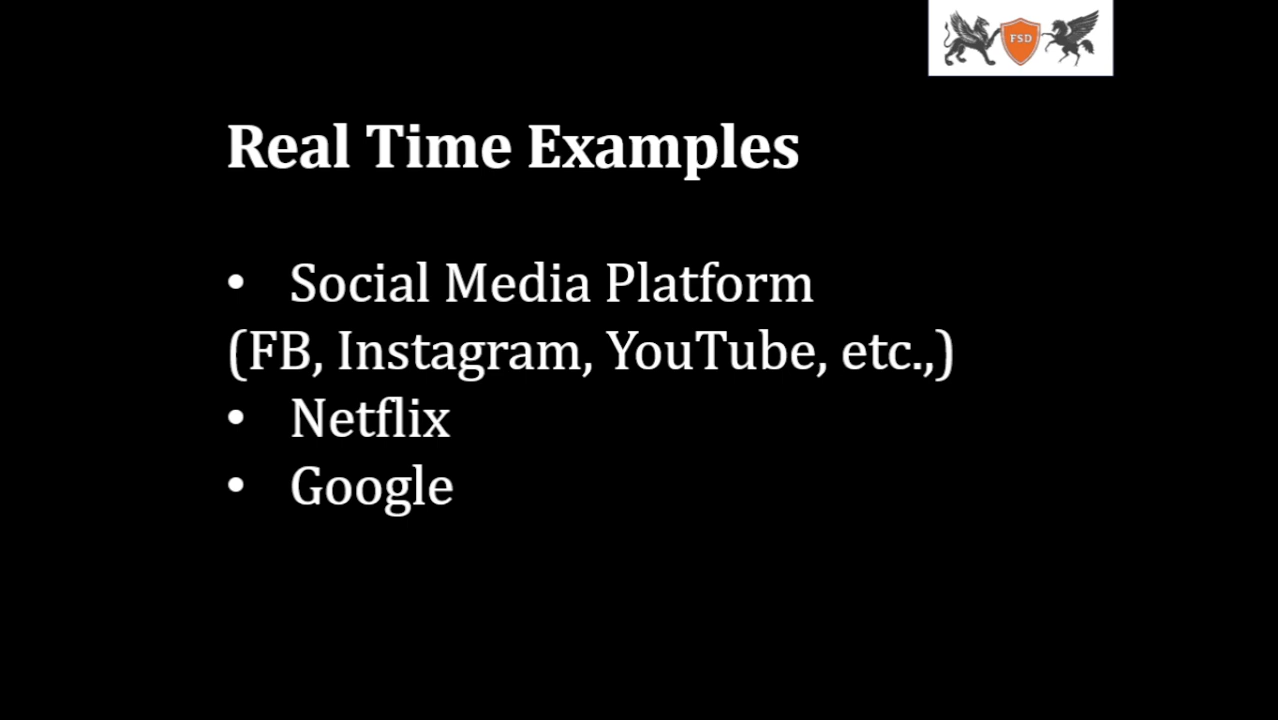 FSD
Real Time Examples
• Social Media Platform
(FB, Instagram, YouTube, etc.,)
• Netflix
• Google